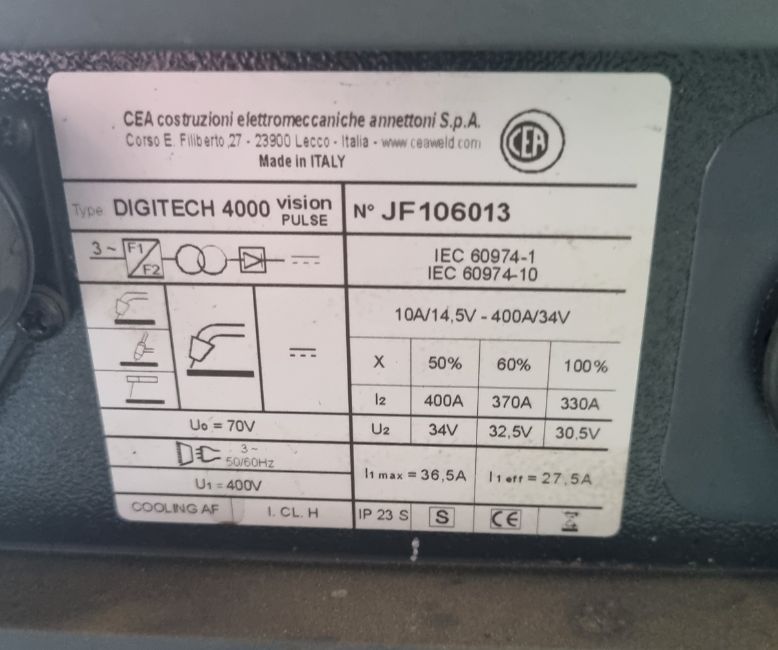 CEA costruzioni elettromeccaniche annettoni S.p.A.
Corso E. Filiberto,27 - 23900 Lecco - Italia - www.ceaweld.com
Made in ITALY
CEA
Type DIGITECH 4000 vision PULSE
N° JF106013
3 ~ F1 F2
IEC 60974-1
IEC 60974-10
10A/14,5V - 400A/34V
X 50% 60% 100%
I2 400A 370A 330A
U2 34V 32,5V 30,5V
Uo = 70V
3 ~
50/60Hz
U1 = 400V
I1 max = 36,5A I1 eff = 27,5A
COOLING AF I. CL. H IP 23 S S CE